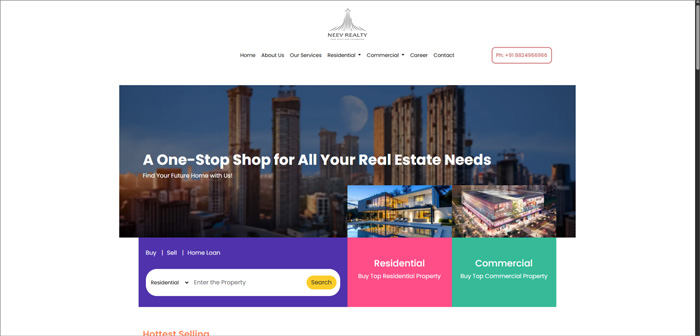 NEEV REALTY
Home About Us Our Services Residential Commercial Career Contact
Ph: +91 8824966966
A One-Stop Shop for All Your Real Estate Needs
Find Your Future Home with Us!
Buy | Sell | Home Loan
Residential Enter the Property Search
Residential
Buy Top Residential Property
Commercial
Buy Top Commercial Property
Hottest Selling